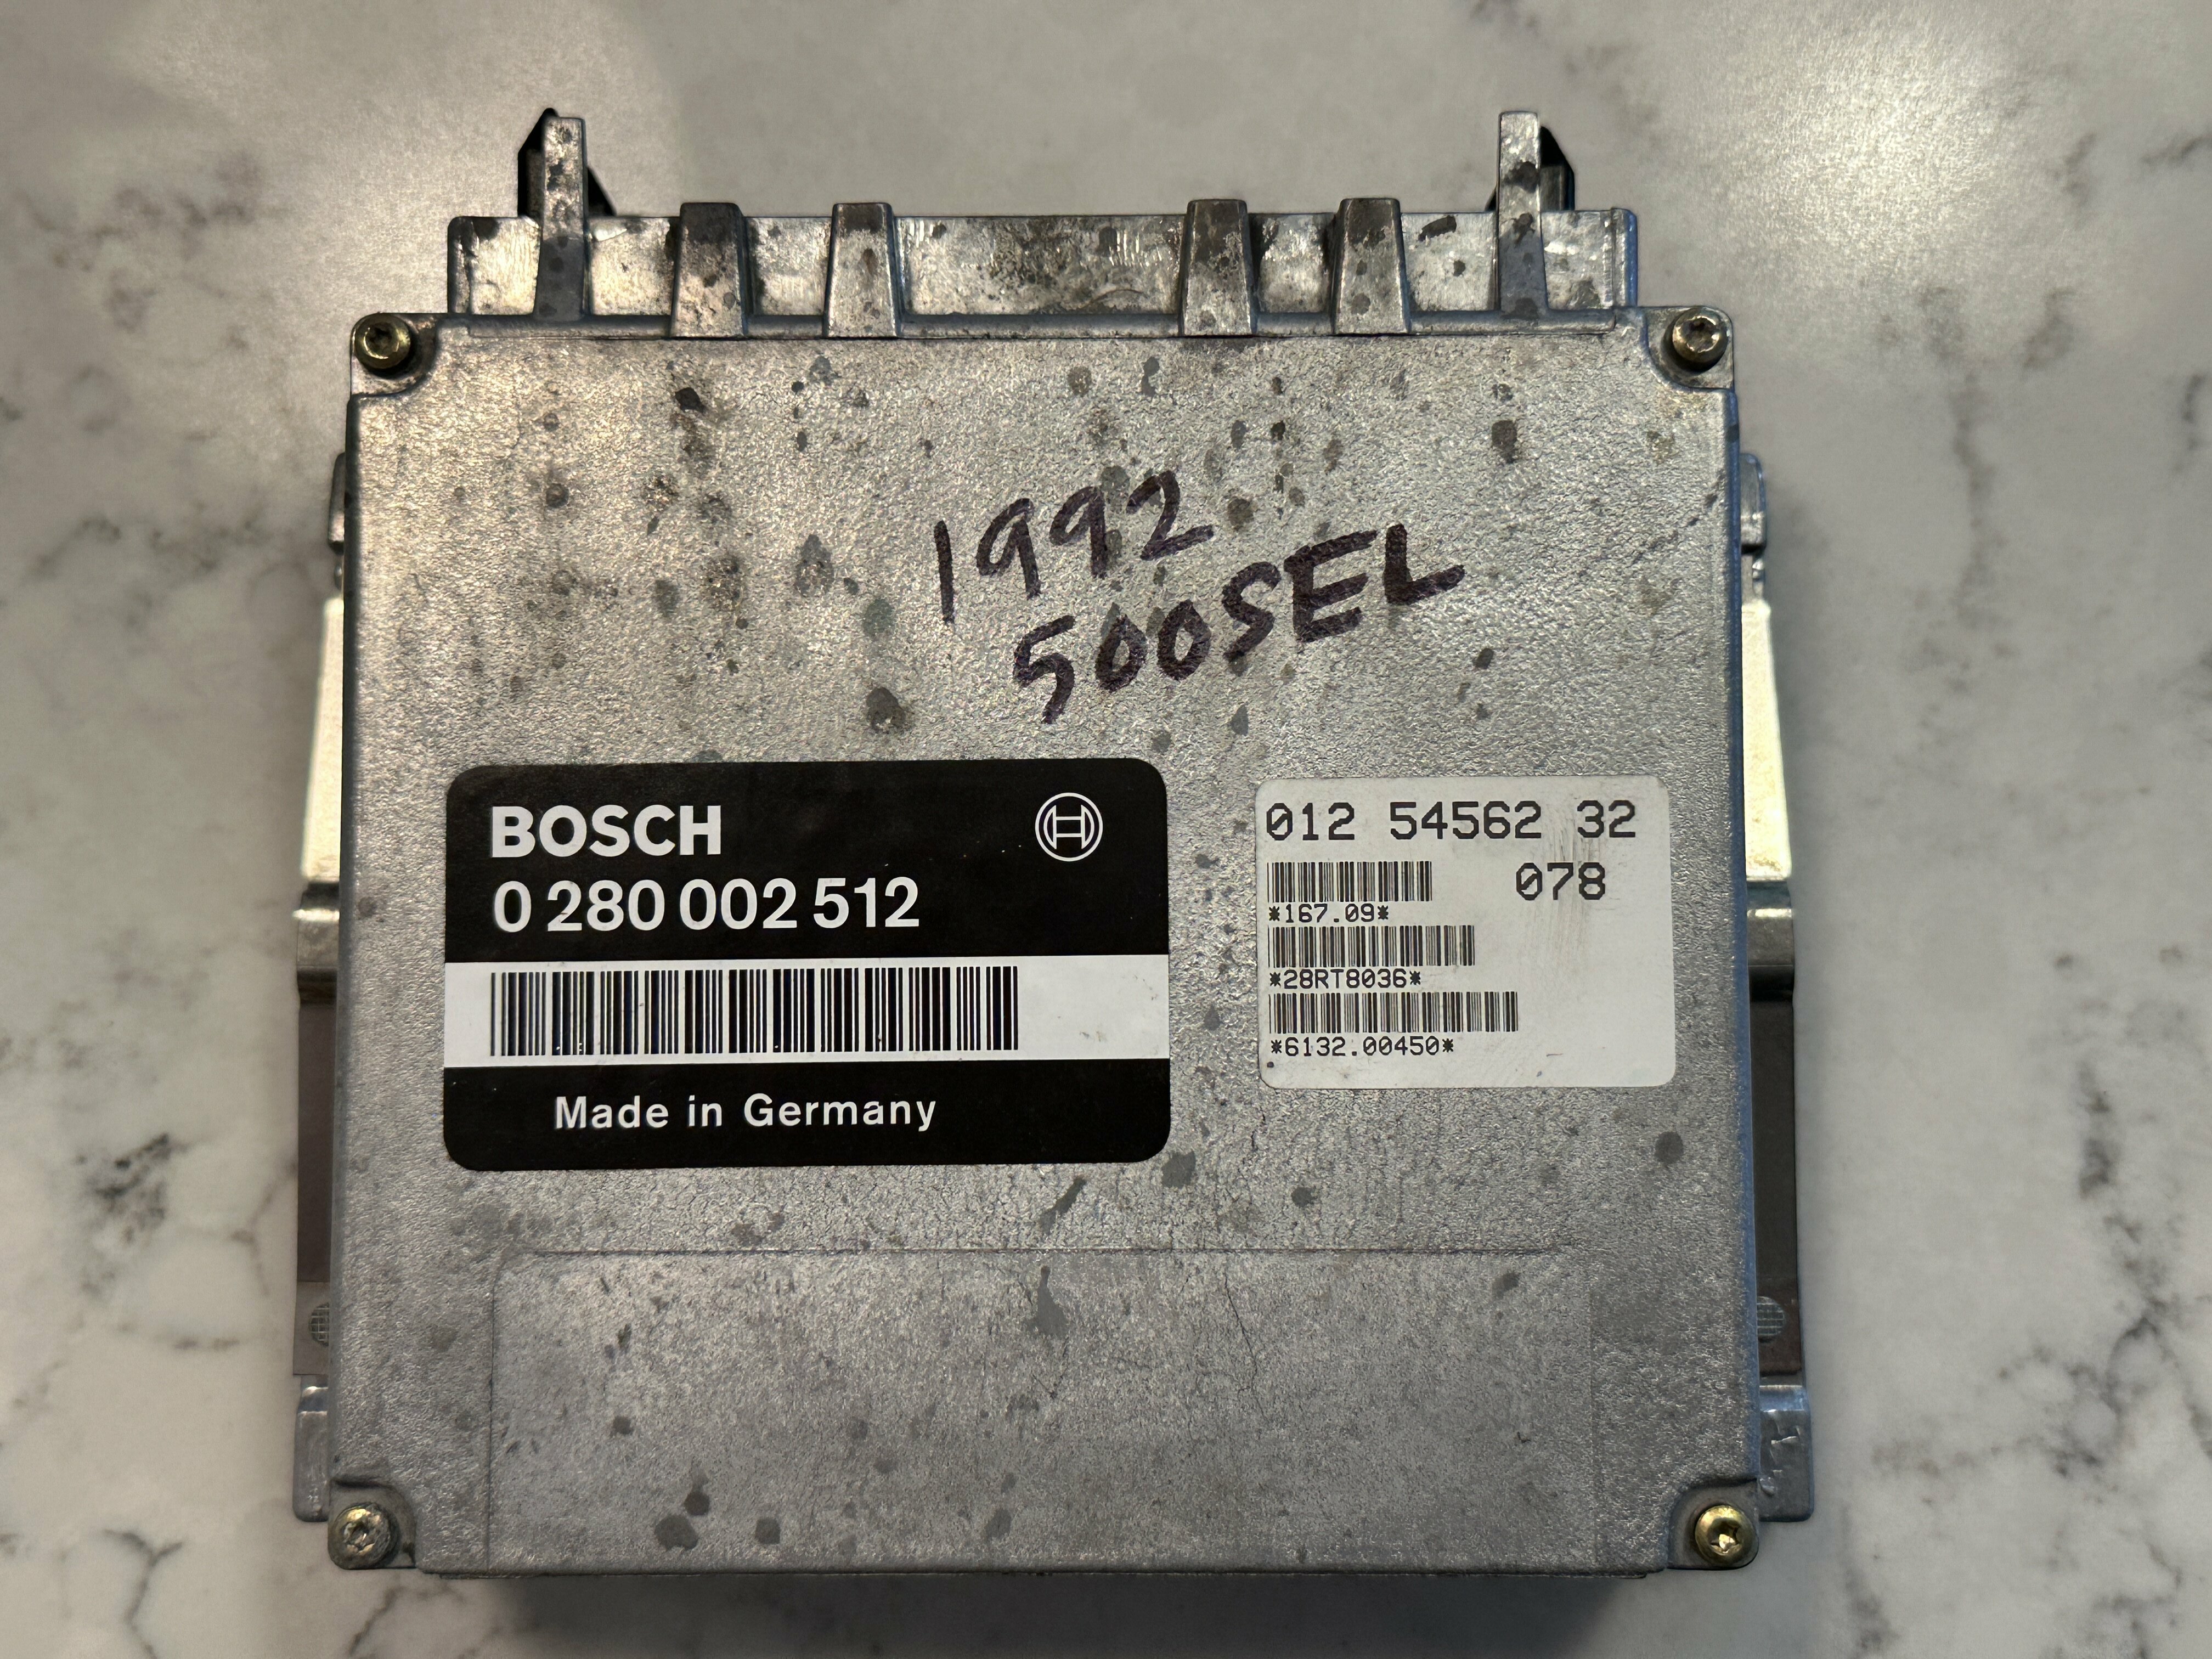 1992
500SEL
BOSCH
0 280 002 512
Made in Germany
012 54562 32
078
*167.09*
*28RT8036*
*6132.00450*